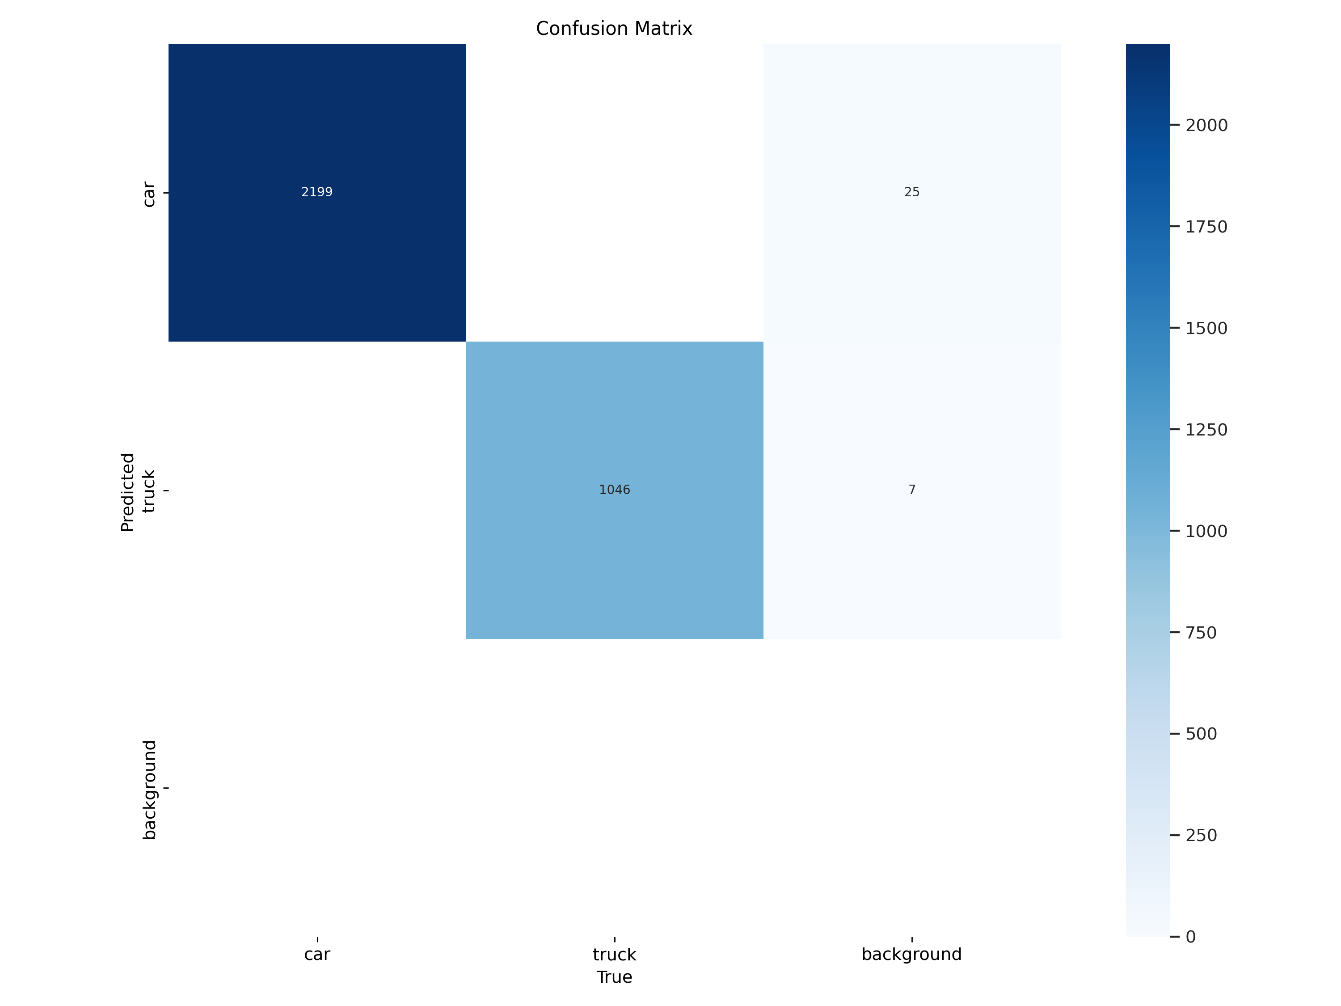 Confusion Matrix
car
2199
25
2000
1750
1500
1250
Predicted
truck
1046
7
1000
750
500
250
0
background
car
truck
background
True